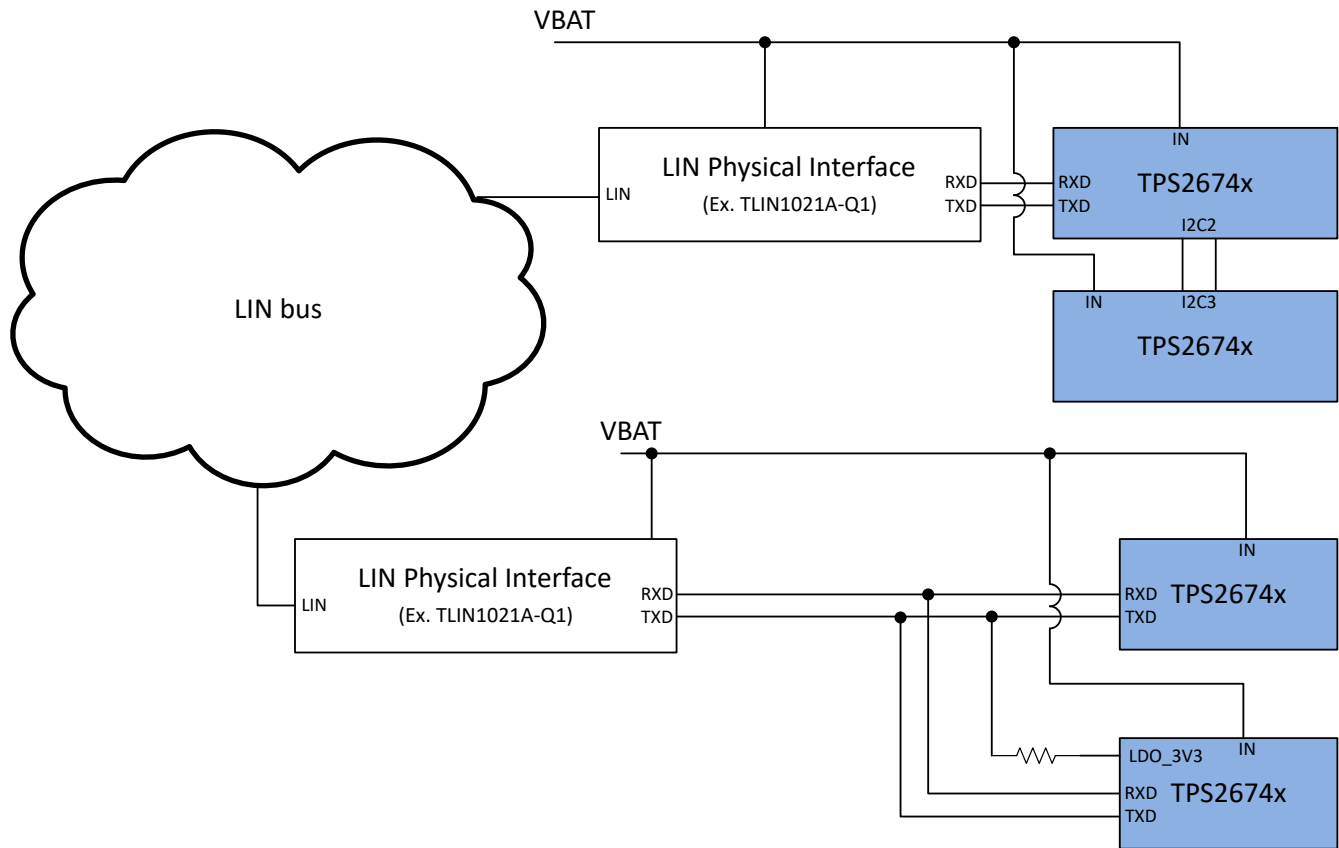 VBAT
LIN Physical Interface
(Ex. TLIN1021A-Q1)
LIN
RXD
TXD
IN
RXD
TXD
TPS2674x
I2C2
IN
I2C3
TPS2674x
LIN bus
VBAT
LIN Physical Interface
(Ex. TLIN1021A-Q1)
LIN
RXD
TXD
IN
RXD
TXD
TPS2674x
LDO_3V3
IN
RXD
TXD
TPS2674x